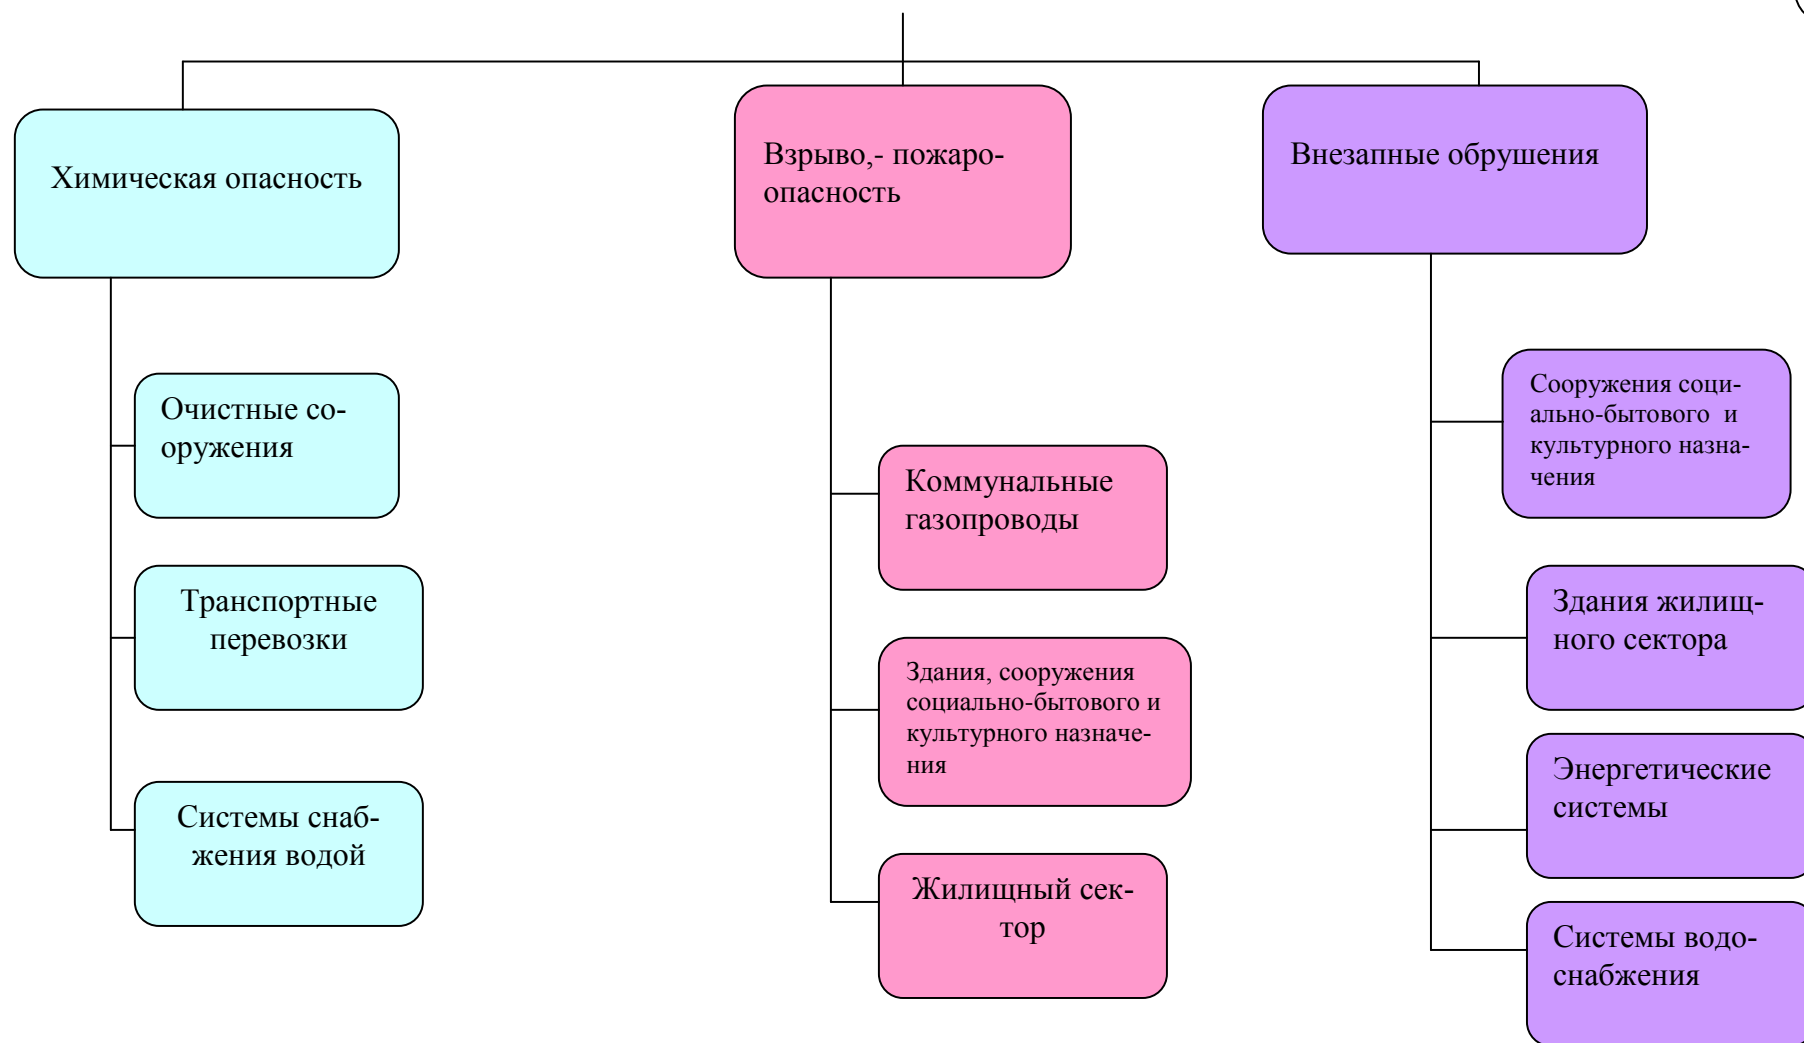 Химическая опасность
Взрыво,- пожаро-
опасность
Внезапные обрушения
Очистные со-
оружения
Транспортные
перевозки
Системы снаб-
жения водой
Коммунальные
газопроводы
Здания, сооружения
социально-бытового и
культурного назначе-
ния
Жилищный сек-
тор
Сооружения соци-
ально-бытового  и
культурного назна-
чения
Здания жилищ-
ного сектора
Энергетические
системы
Системы водо-
снабжения